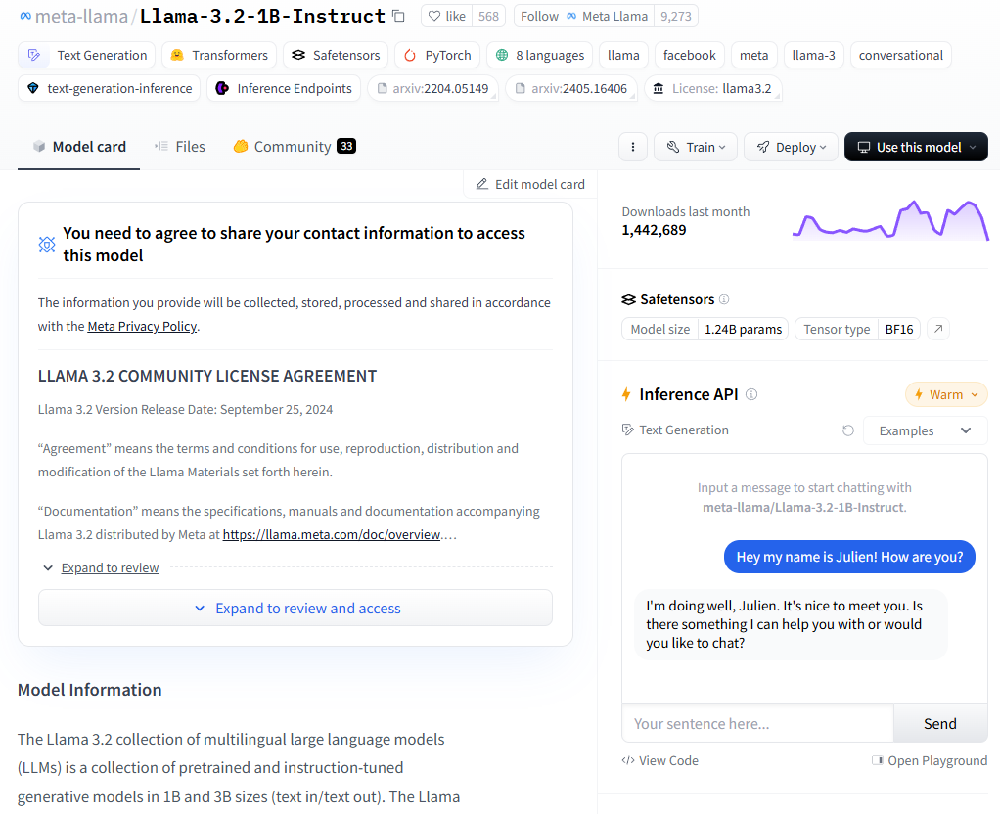 meta-llama/Llama-3.2-1B-Instruct like 568 Follow Meta Llama 9,273
Text Generation Transformers Safetensors PyTorch 8 languages llama facebook meta llama-3 conversational
text-generation-inference Inference Endpoints arxiv:2204.05149 arxiv:2405.16406 License: llama3.2
Model card Files Community 33 Train Deploy Use this model
Edit model card
You need to agree to share your contact information to access
this model
The information you provide will be collected, stored, processed and shared in accordance
with the Meta Privacy Policy.
LLAMA 3.2 COMMUNITY LICENSE AGREEMENT
Llama 3.2 Version Release Date: September 25, 2024
“Agreement” means the terms and conditions for use, reproduction, distribution and
modification of the Llama Materials set forth herein.
“Documentation” means the specifications, manuals and documentation accompanying
Llama 3.2 distributed by Meta at https://llama.meta.com/doc/overview.…
Expand to review
Expand to review and access
Model Information
The Llama 3.2 collection of multilingual large language models
(LLMs) is a collection of pretrained and instruction-tuned
generative models in 1B and 3B sizes (text in/text out). The Llama
Downloads last month
1,442,689
Safetensors
Model size 1.24B params Tensor type BF16
Inference API Warm
Text Generation Examples
Input a message to start chatting with
meta-llama/Llama-3.2-1B-Instruct.
Hey my name is Julien! How are you?
I'm doing well, Julien. It's nice to meet you. Is
there something I can help you with or would
you like to chat?
Your sentence here... Send
View Code Open Playground